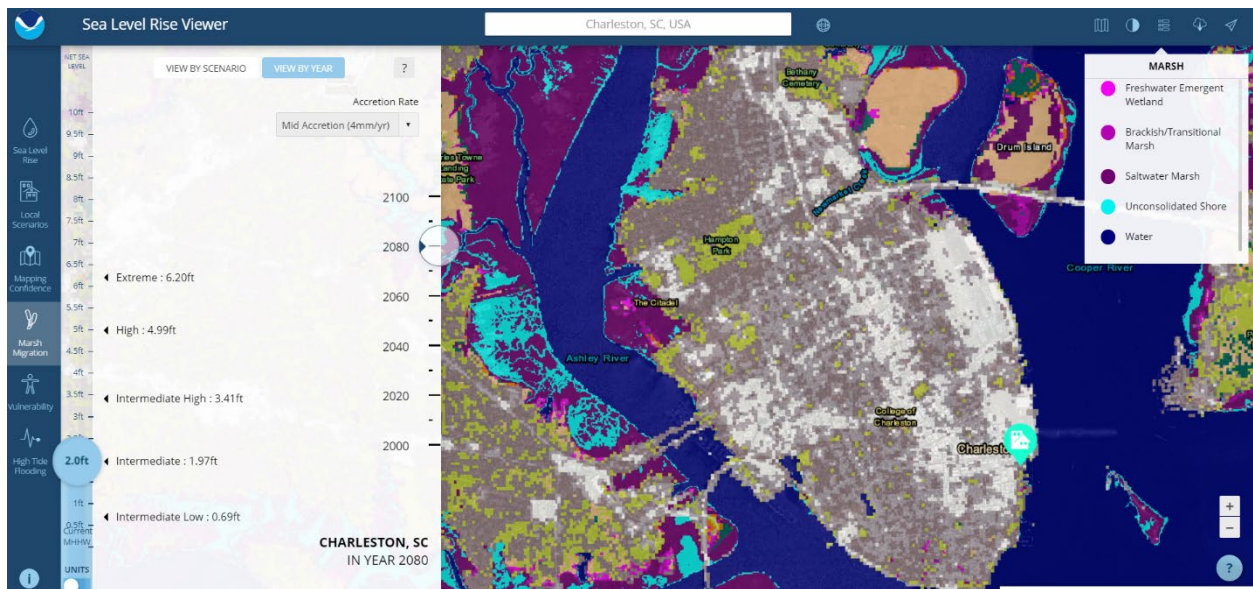 Sea Level Rise Viewer
Charleston, SC, USA
NET SEA
LEVEL
VIEW BY SCENARIO
VIEW BY YEAR
?
Accretion Rate
Mid Accretion (4mm/yr)
10ft
9.5ft
9ft
8.5ft
8ft
7.5ft
7ft
6.5ft
6ft
5.5ft
5ft
4.5ft
4ft
3.5ft
3ft
2.0ft
1ft
0.5ft
Current
MHHW
UNITS
Sea Level
Rise
Local
Scenarios
Mapping
Confidence
Marsh
Migration
Vulnerability
High Tide
Flooding
i
Extreme : 6.20ft
High : 4.99ft
Intermediate High : 3.41ft
Intermediate : 1.97ft
Intermediate Low : 0.69ft
2100
2080
2060
2040
2020
2000
CHARLESTON, SC
IN YEAR 2080
Bethany
Cemetery
Drum Island
Hampton
Park
The Citadel
Ashley River
Cooper River
College of
Charleston
MARSH
Freshwater Emergent
Wetland
Brackish/Transitional
Marsh
Saltwater Marsh
Unconsolidated Shore
Water
+
−
?